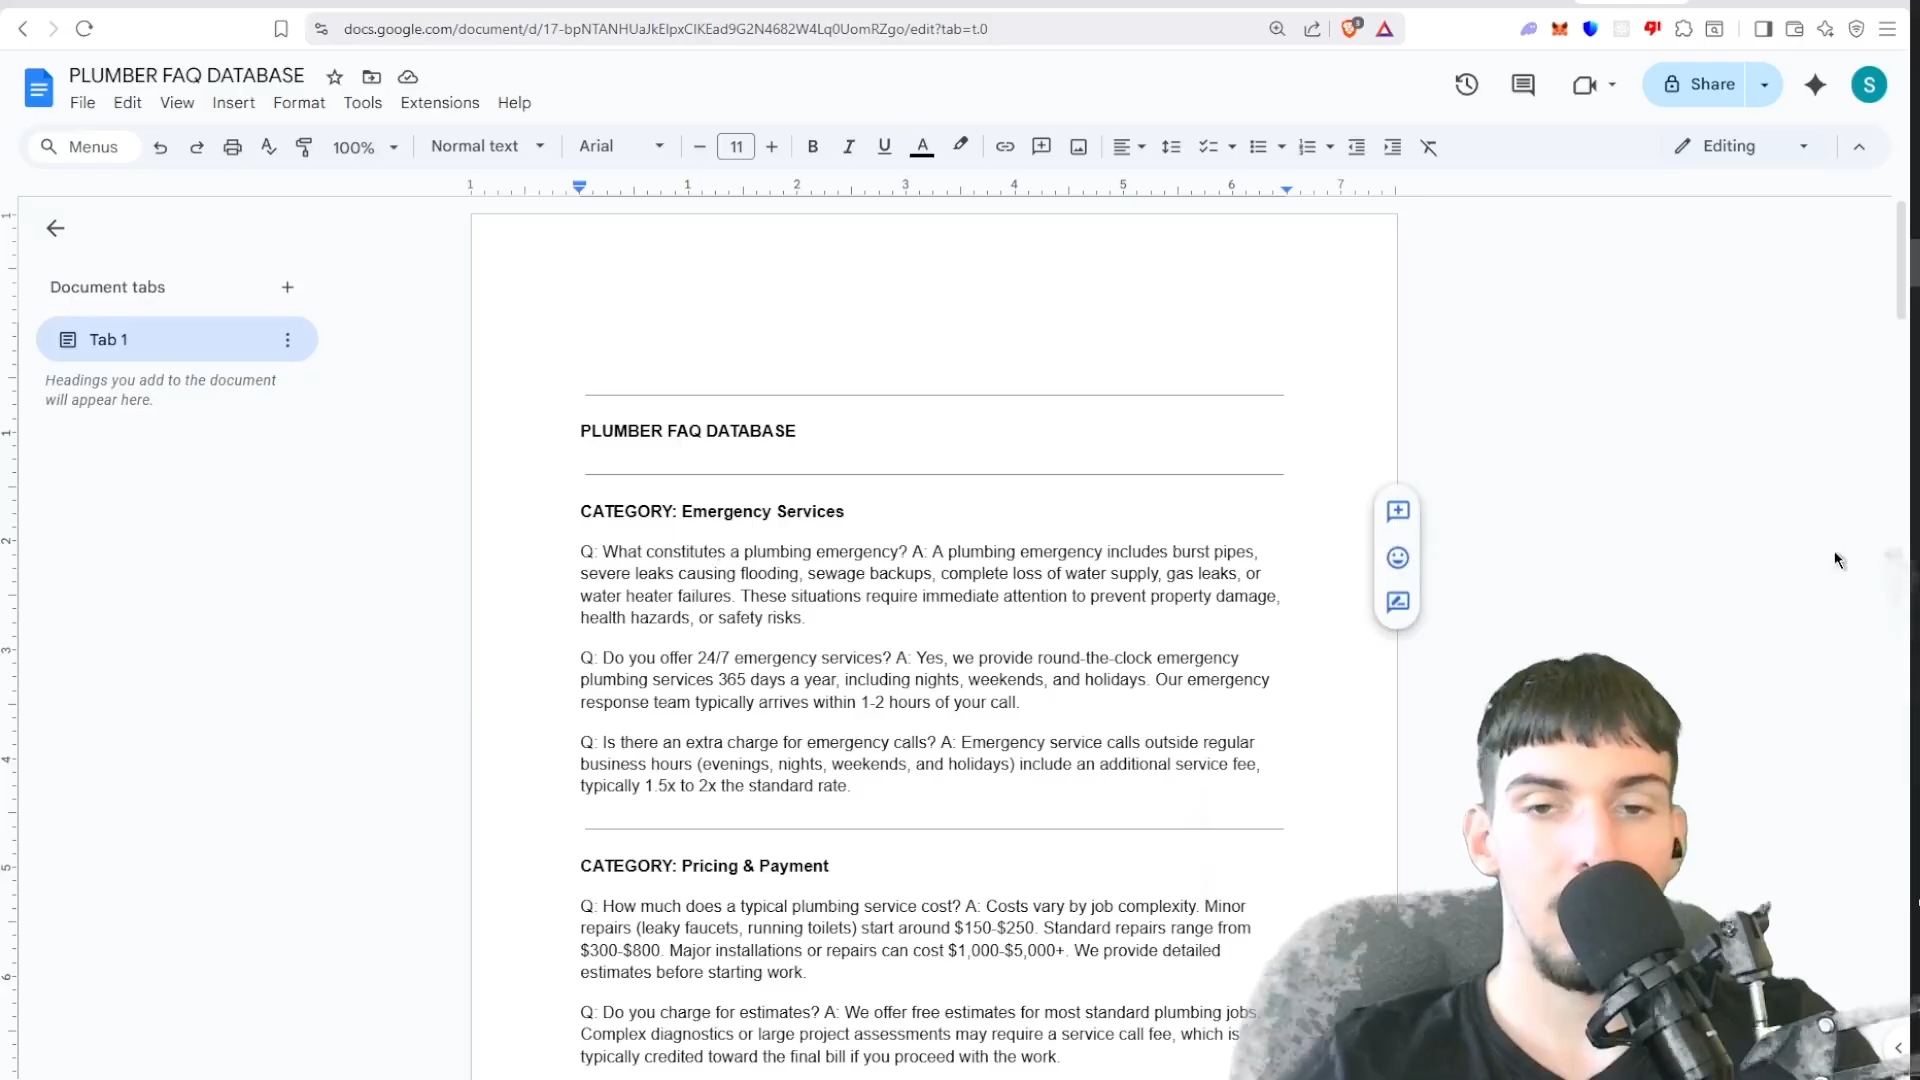 docs.google.com/document/d/17-bpNTANHUaJkElpxClKEad9G2N4682W4Lq0UomRZgo/edit?tab=t.0
PLUMBER FAQ DATABASE
File Edit View Insert Format Tools Extensions Help
Share
S
Menus
100%
Normal text
Arial
11
B I U A
Editing
1 1 2 3 4 5 6 7
Document tabs
Tab 1
Headings you add to the document
will appear here.
PLUMBER FAQ DATABASE
CATEGORY: Emergency Services
Q: What constitutes a plumbing emergency? A: A plumbing emergency includes burst pipes,
severe leaks causing flooding, sewage backups, complete loss of water supply, gas leaks, or
water heater failures. These situations require immediate attention to prevent property damage,
health hazards, or safety risks.
Q: Do you offer 24/7 emergency services? A: Yes, we provide round-the-clock emergency
plumbing services 365 days a year, including nights, weekends, and holidays. Our emergency
response team typically arrives within 1-2 hours of your call.
Q: Is there an extra charge for emergency calls? A: Emergency service calls outside regular
business hours (evenings, nights, weekends, and holidays) include an additional service fee,
typically 1.5x to 2x the standard rate.
CATEGORY: Pricing & Payment
Q: How much does a typical plumbing service cost? A: Costs vary by job complexity. Minor
repairs (leaky faucets, running toilets) start around $150-$250. Standard repairs range from
$300-$800. Major installations or repairs can cost $1,000-$5,000+. We provide detailed
estimates before starting work.
Q: Do you charge for estimates? A: We offer free estimates for most standard plumbing jobs.
Complex diagnostics or large project assessments may require a service call fee, which is
typically credited toward the final bill if you proceed with the work.